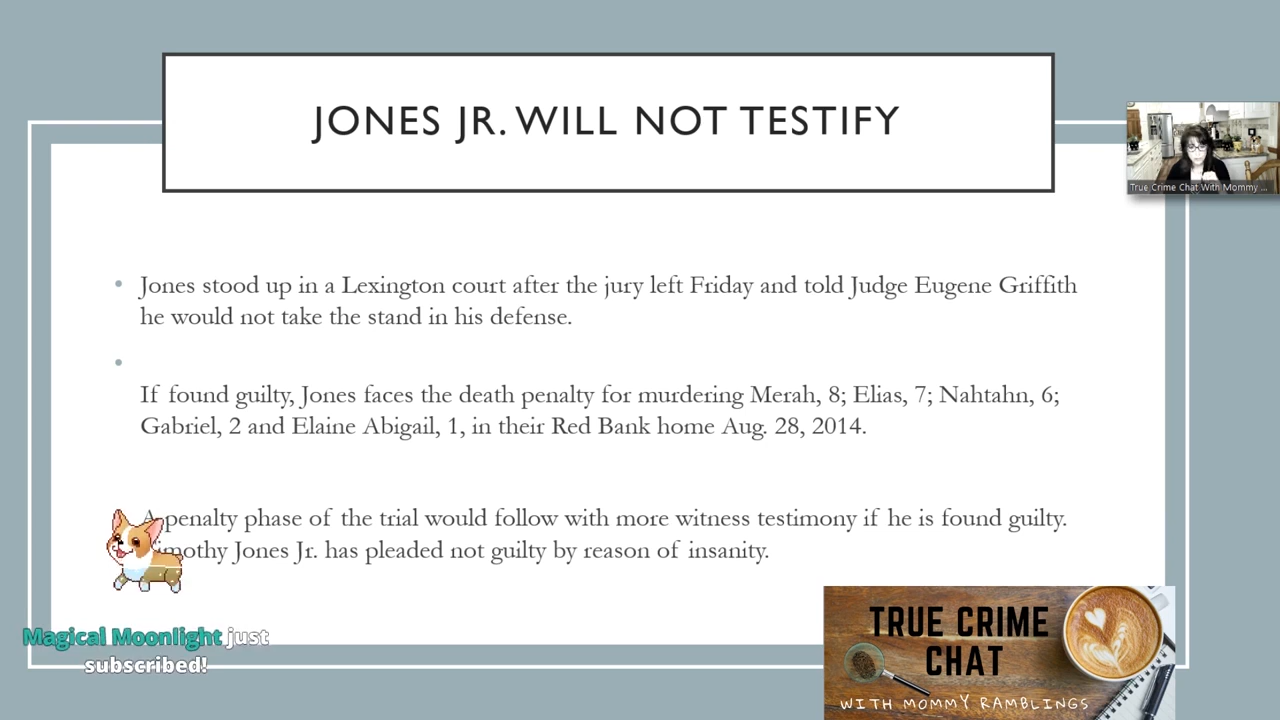 JONES JR. WILL NOT TESTIFY
True Crime Chat With Mommy ...
Jones stood up in a Lexington court after the jury left Friday and told Judge Eugene Griffith
he would not take the stand in his defense.
If found guilty, Jones faces the death penalty for murdering Merah, 8; Elias, 7; Nahtahn, 6;
Gabriel, 2 and Elaine Abigail, 1, in their Red Bank home Aug. 28, 2014.
A penalty phase of the trial would follow with more witness testimony if he is found guilty.
Timothy Jones Jr. has pleaded not guilty by reason of insanity.
Magical Moonlight just
subscribed!
TRUE CRIME
CHAT
WITH MOMMY RAMBLINGS